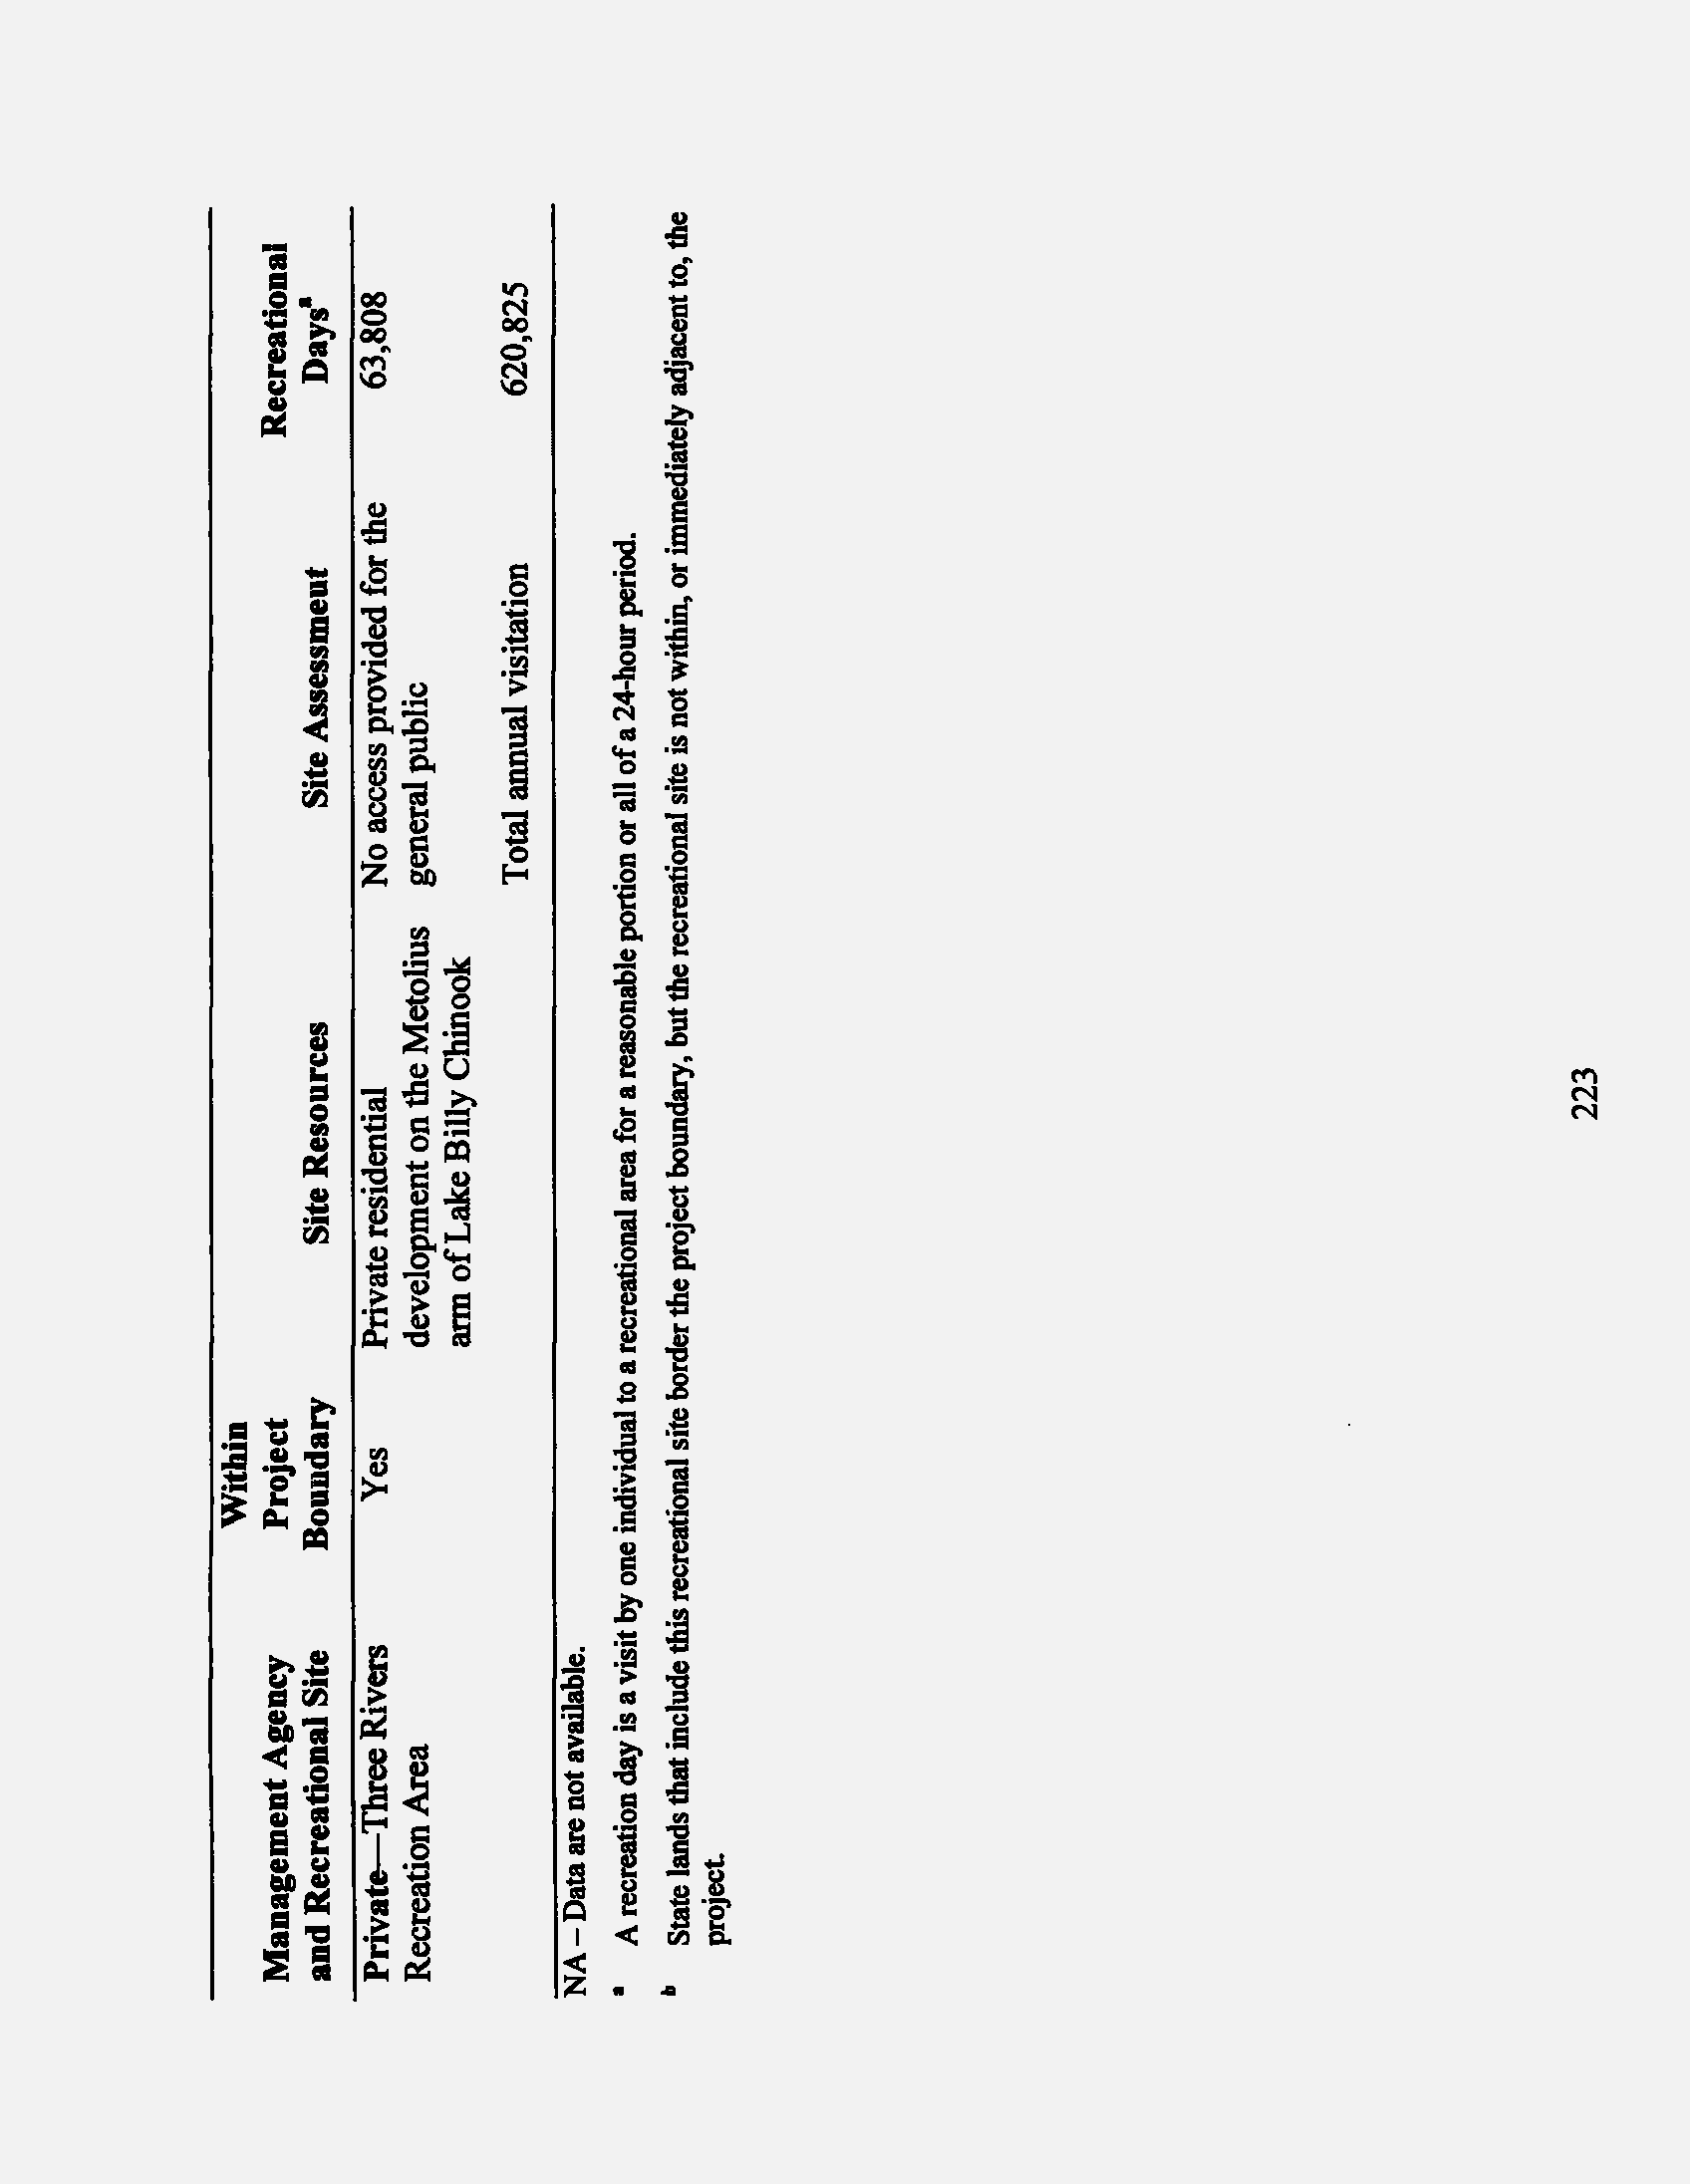 Within
Management Agency Project Recreational
and Recreational Site Boundary Site Resources Site Assessment Days a
Private—Three Rivers Yes Private residential No access provided for the 63,808
Recreation Area development on the Metolius general public
arm of Lake Billy Chinook
Total annual visitation 620,825
NA – Data are not available.
a A recreation day is a visit by one individual to a recreational area for a reasonable portion or all of a 24-hour period.
b State lands that include this recreational site border the project boundary, but the recreational site is not within, or immediately adjacent to, the
project.
223